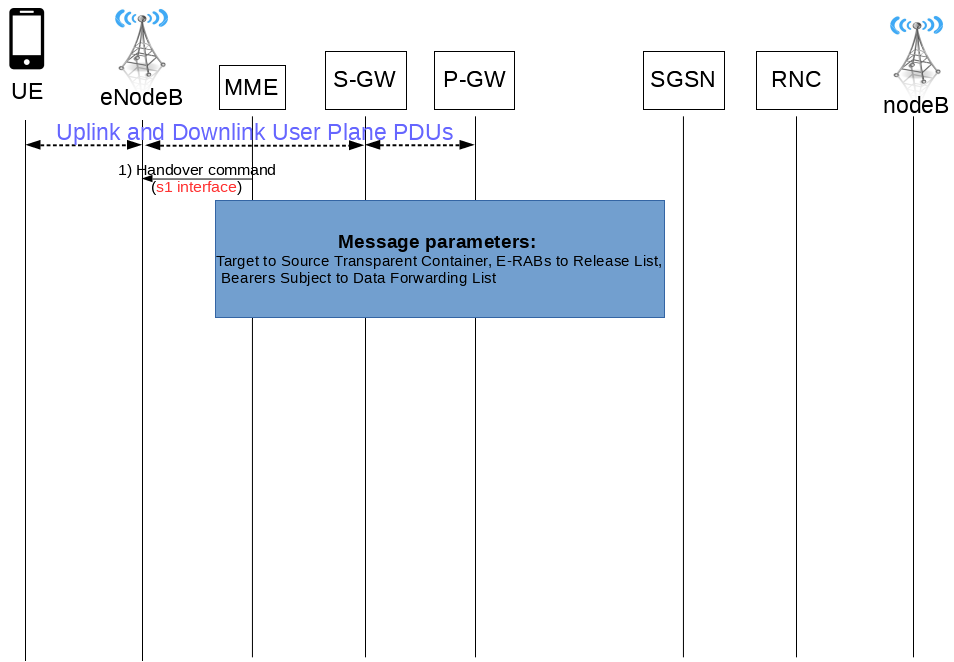 UE
eNodeB
MME
S-GW
P-GW
SGSN
RNC
nodeB
Uplink and Downlink User Plane PDUs
1) Handover command
(s1 interface)
Message parameters:
Target to Source Transparent Container, E-RABs to Release List,
Bearers Subject to Data Forwarding List